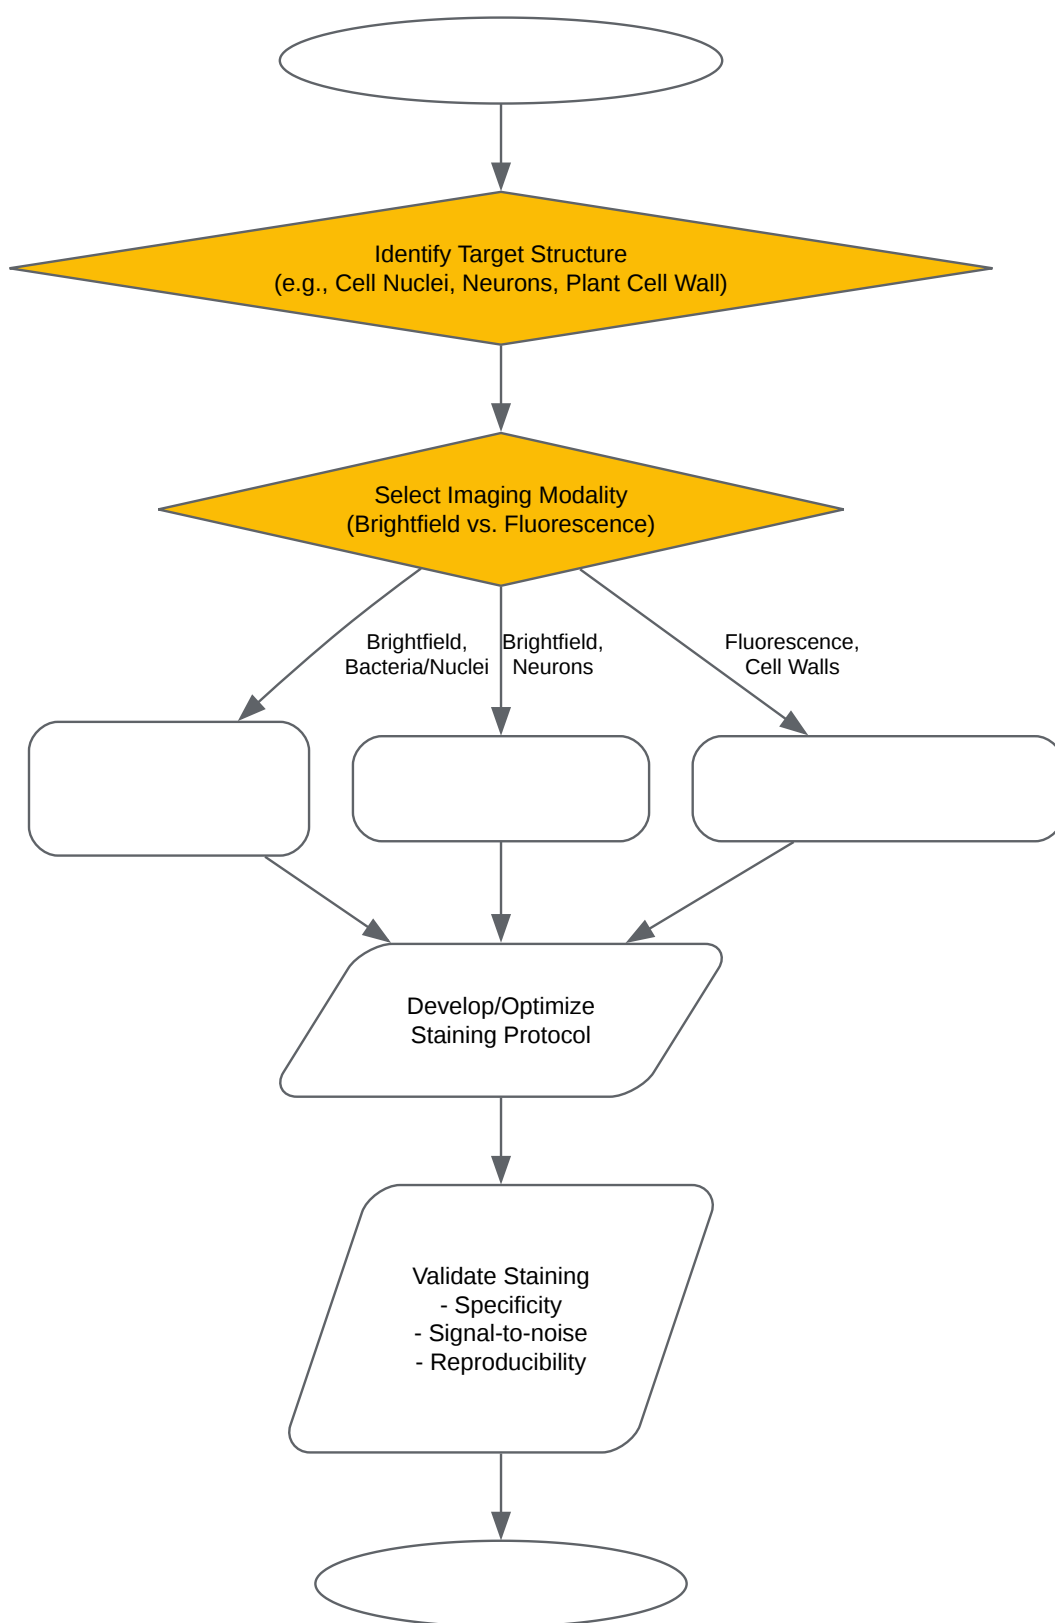 Identify Target Structure
(e.g., Cell Nuclei, Neurons, Plant Cell Wall)
Select Imaging Modality
(Brightfield vs. Fluorescence)
Brightfield,
Bacteria/Nuclei
Brightfield,
Neurons
Fluorescence,
Cell Walls
Develop/Optimize
Staining Protocol
Validate Staining
- Specificity
- Signal-to-noise
- Reproducibility